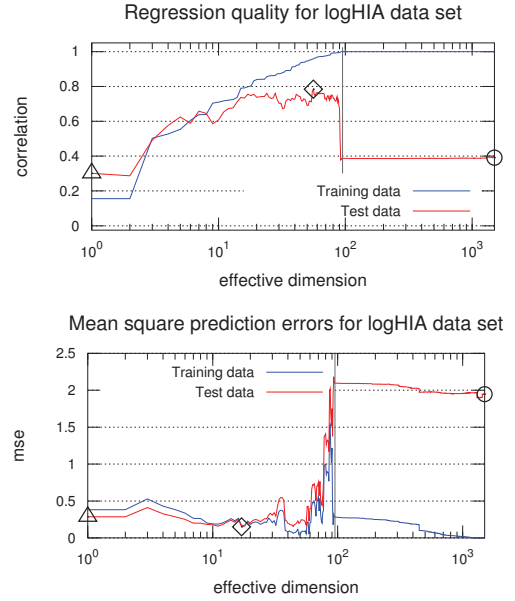 Regression quality for logHIA data set
1
0.8
0.6
0.4
0.2
0
correlation
Training data
Test data
10^0
10^1
10^2
10^3
effective dimension
Mean square prediction errors for logHIA data set
2.5
2
1.5
1
0.5
0
mse
Training data
Test data
10^0
10^1
10^2
10^3
effective dimension